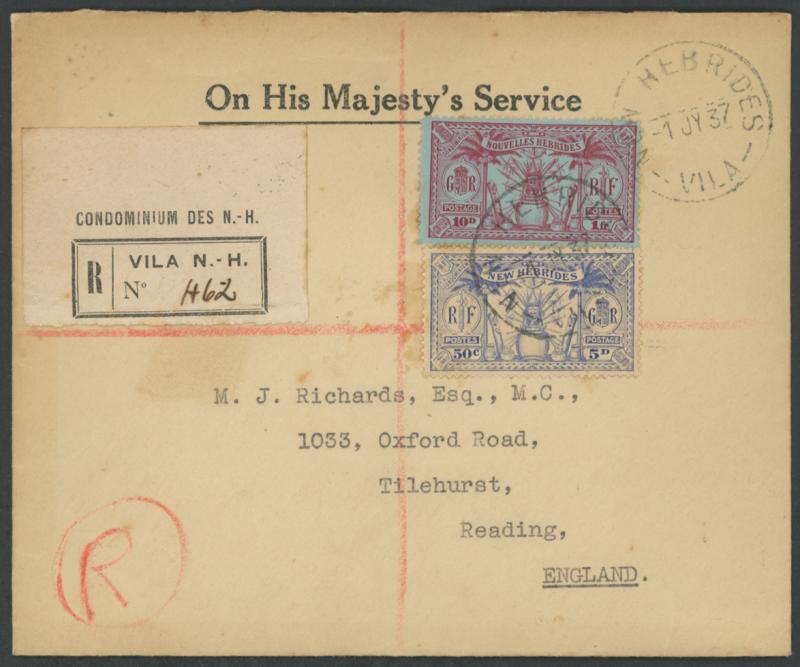 On His Majesty's Service
NEW HEBRIDES
-1 JY 37
VILA
CONDOMINIUM DES N.-H.
R
VILA N.-H.
Nº 462
NOUVELLES HEBRIDES
G R
R F
POSTAGE
POSTAGE
10D
1Fr
NEW HEBRIDES
R F
G R
POSTES
POSTES
50C
5D
M. J. Richards, Esq., M.C.,
1033, Oxford Road,
Tilehurst,
Reading,
ENGLAND.
R